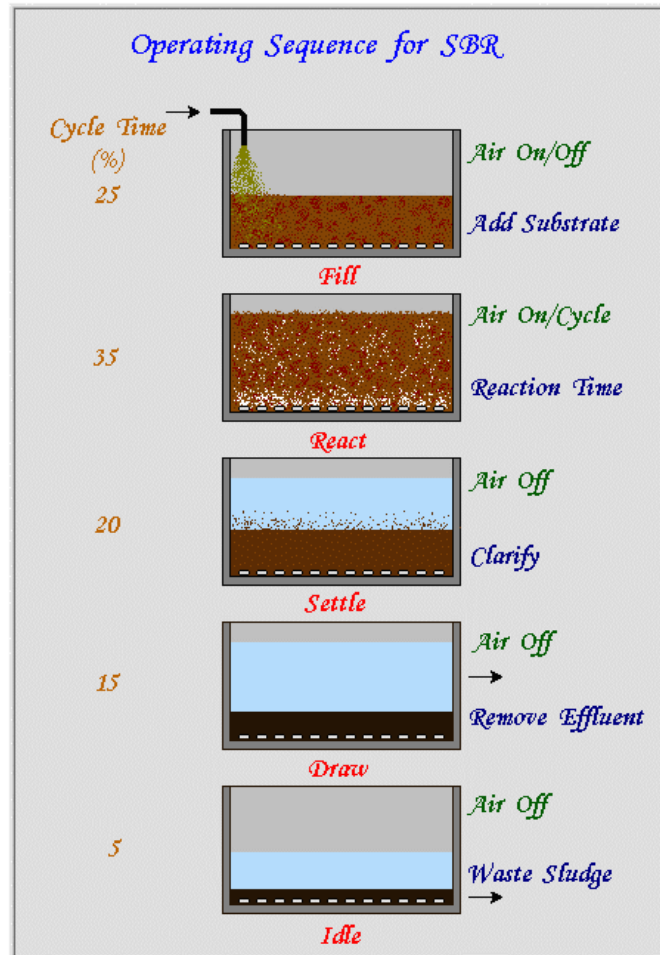 Operating Sequence for SBR
Cycle Time
(%)
25
Air On/Off
Add Substrate
Fill
35
Air On/Cycle
Reaction Time
React
20
Air Off
Clarify
Settle
15
Air Off
Remove Effluent
Draw
5
Air Off
Waste Sludge
Idle